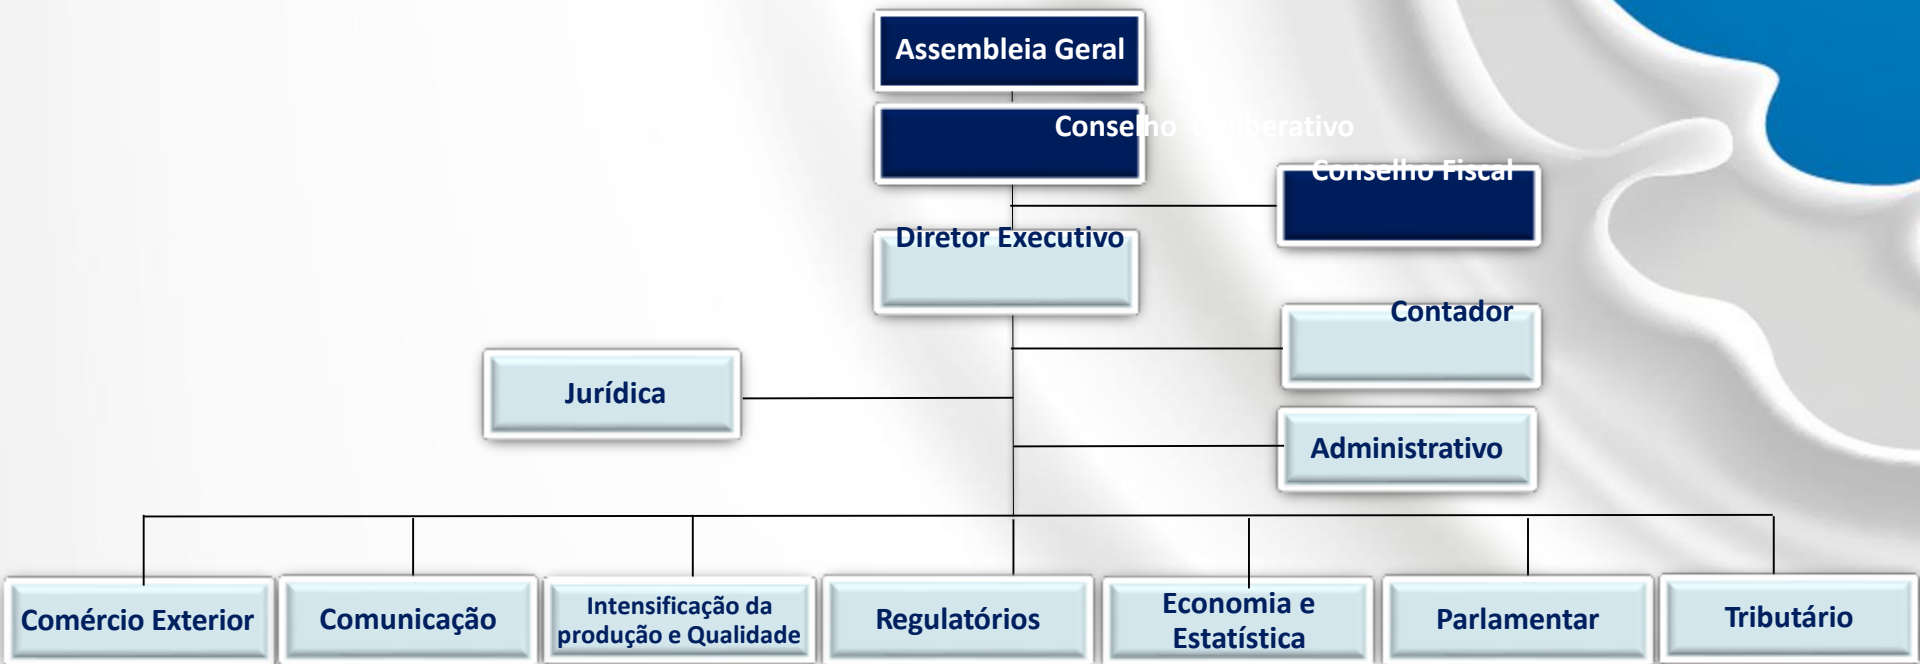 Assembleia Geral
Conselho Deliberativo
Conselho Fiscal
Diretor Executivo
Contador
Jurídica
Administrativo
Comércio Exterior
Comunicação
Intensificação da
produção e Qualidade
Regulatórios
Economia e
Estatística
Parlamentar
Tributário